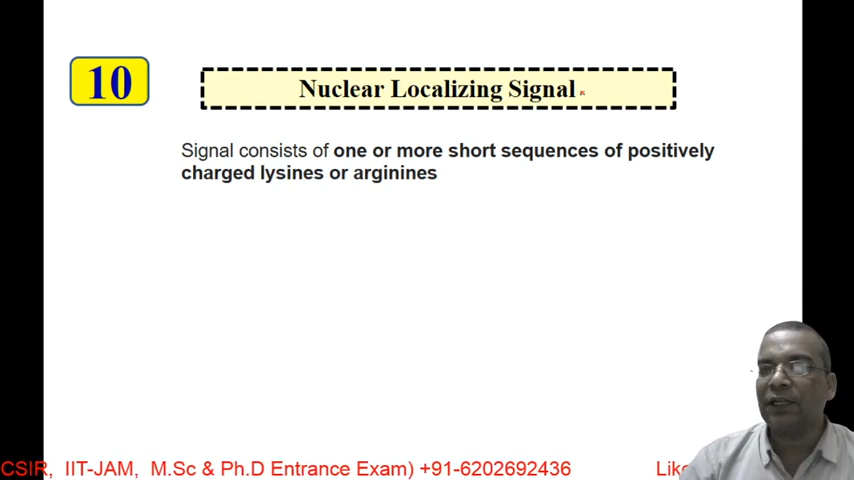 10
Nuclear Localizing Signal
Signal consists of one or more short sequences of positively
charged lysines or arginines
CSIR, IIT-JAM, M.Sc & Ph.D Entrance Exam) +91-6202692436